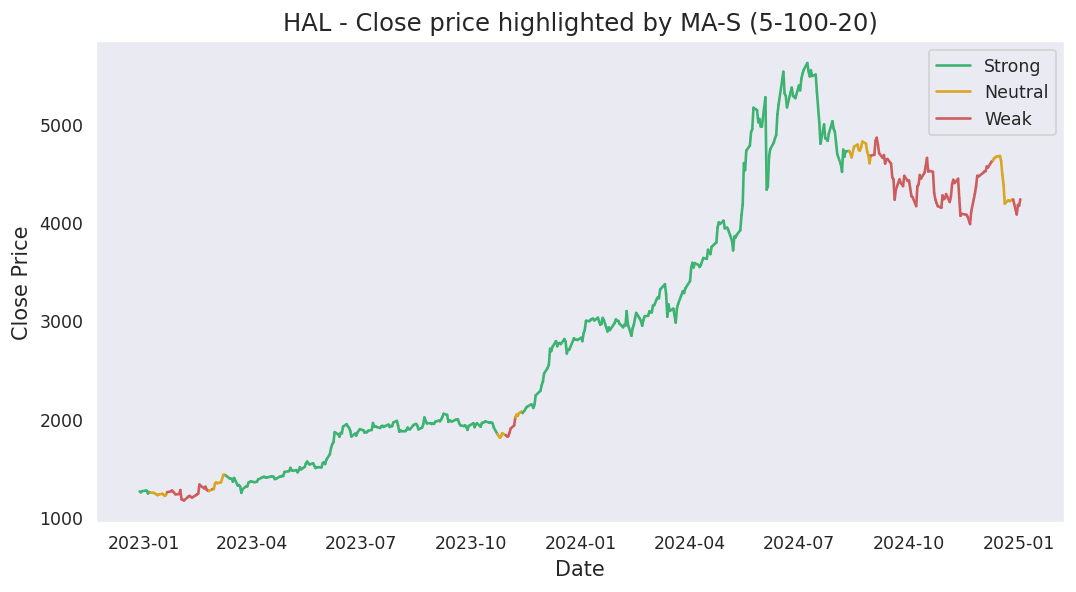 HAL - Close price highlighted by MA-S (5-100-20)
Strong
Neutral
Weak
Close Price
5000
4000
3000
2000
1000
2023-01 2023-04 2023-07 2023-10 2024-01 2024-04 2024-07 2024-10 2025-01
Date